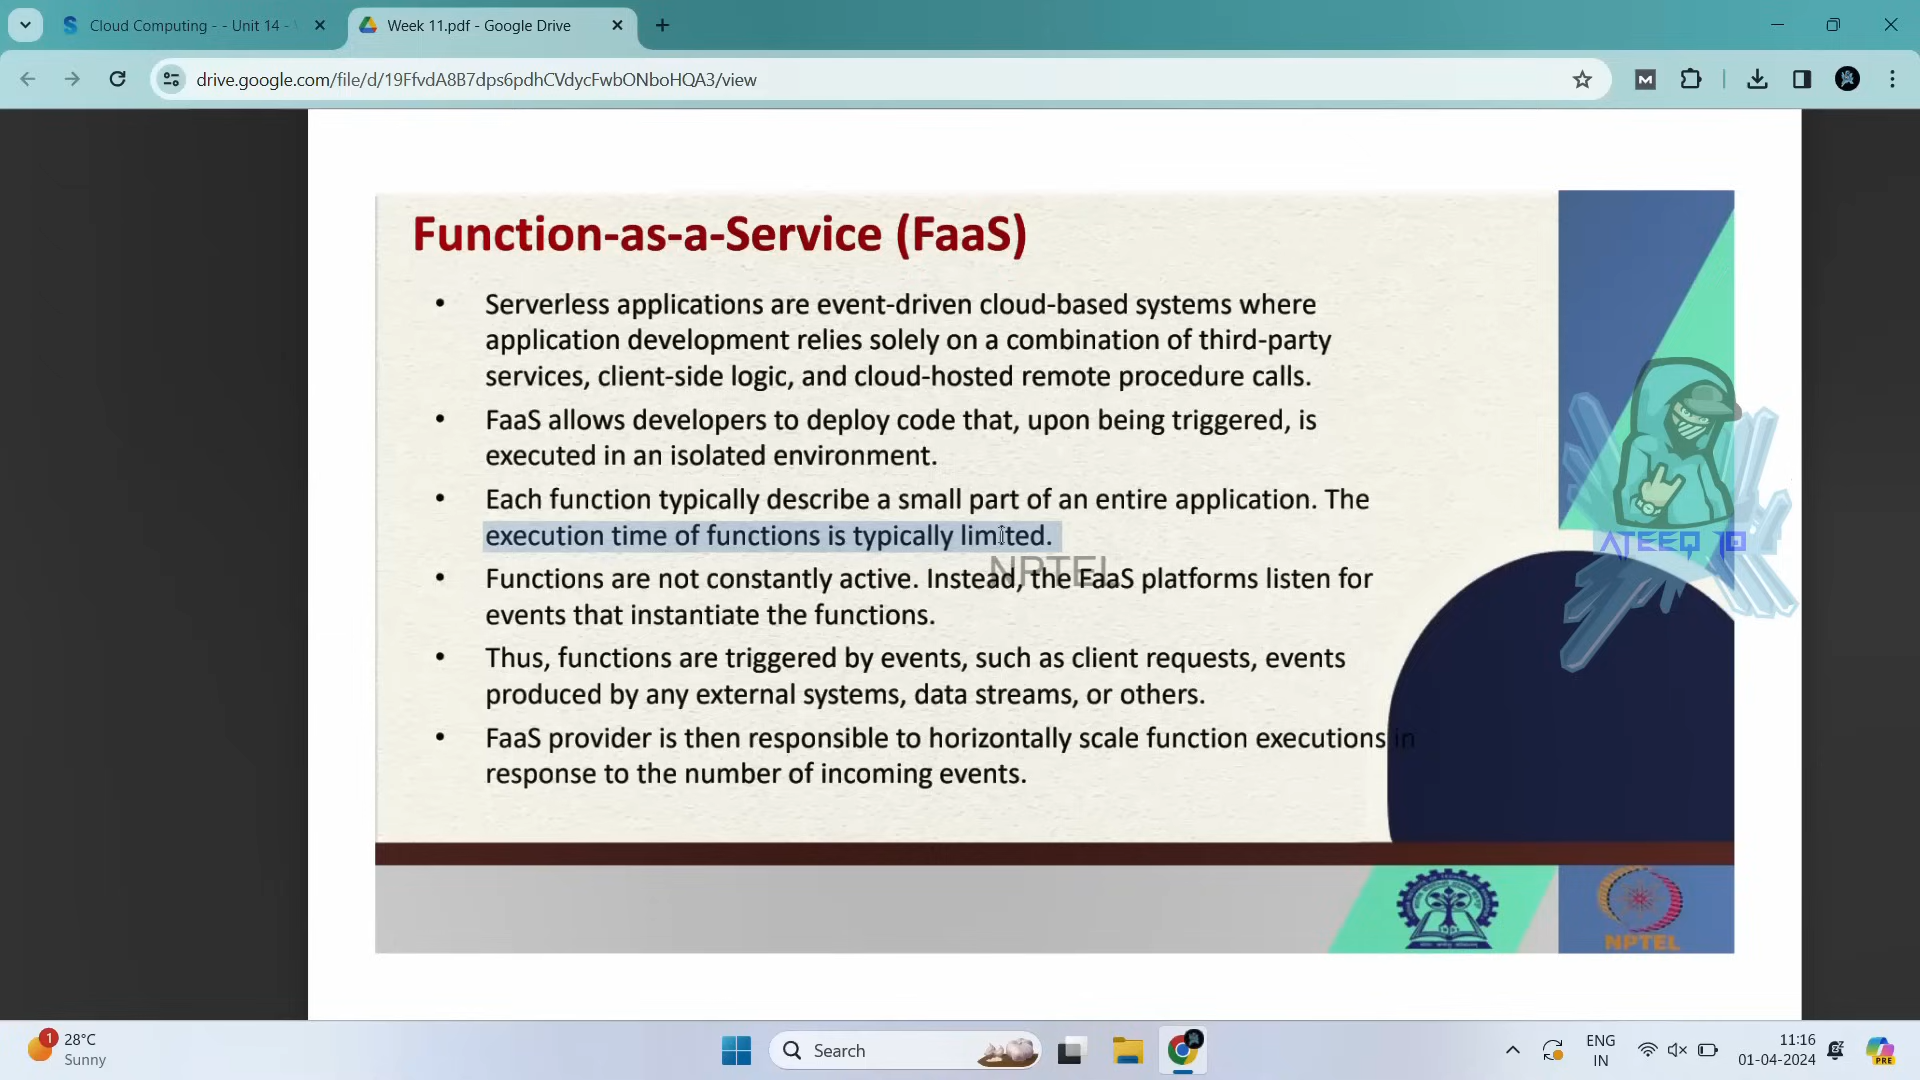 Cloud Computing - - Unit 14 -
Week 11.pdf - Google Drive
drive.google.com/file/d/19FfvdA8B7dps6pdhCVdycFwbONboHQA3/view
M
Function-as-a-Service (FaaS)
• Serverless applications are event-driven cloud-based systems where
application development relies solely on a combination of third-party
services, client-side logic, and cloud-hosted remote procedure calls.
• FaaS allows developers to deploy code that, upon being triggered, is
executed in an isolated environment.
• Each function typically describe a small part of an entire application. The
execution time of functions is typically limited.
NPTEL
• Functions are not constantly active. Instead, the FaaS platforms listen for
events that instantiate the functions.
• Thus, functions are triggered by events, such as client requests, events
produced by any external systems, data streams, or others.
• FaaS provider is then responsible to horizontally scale function executions in
response to the number of incoming events.
ATEEQ 10
NPTEL
1
28°C
Sunny
Search
ENG
IN
11:16
01-04-2024
PRE